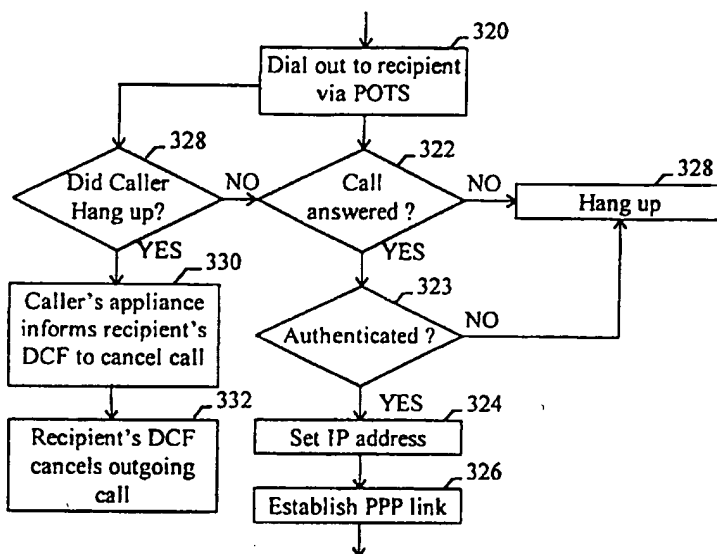 320
Dial out to recipient
via POTS
328
Did Caller
Hang up?
NO
YES
322
Call
answered ?
NO
YES
328
Hang up
330
Caller's appliance
informs recipient's
DCF to cancel call
323
Authenticated ?
NO
YES
332
Recipient's DCF
cancels outgoing
call
324
Set IP address
326
Establish PPP link